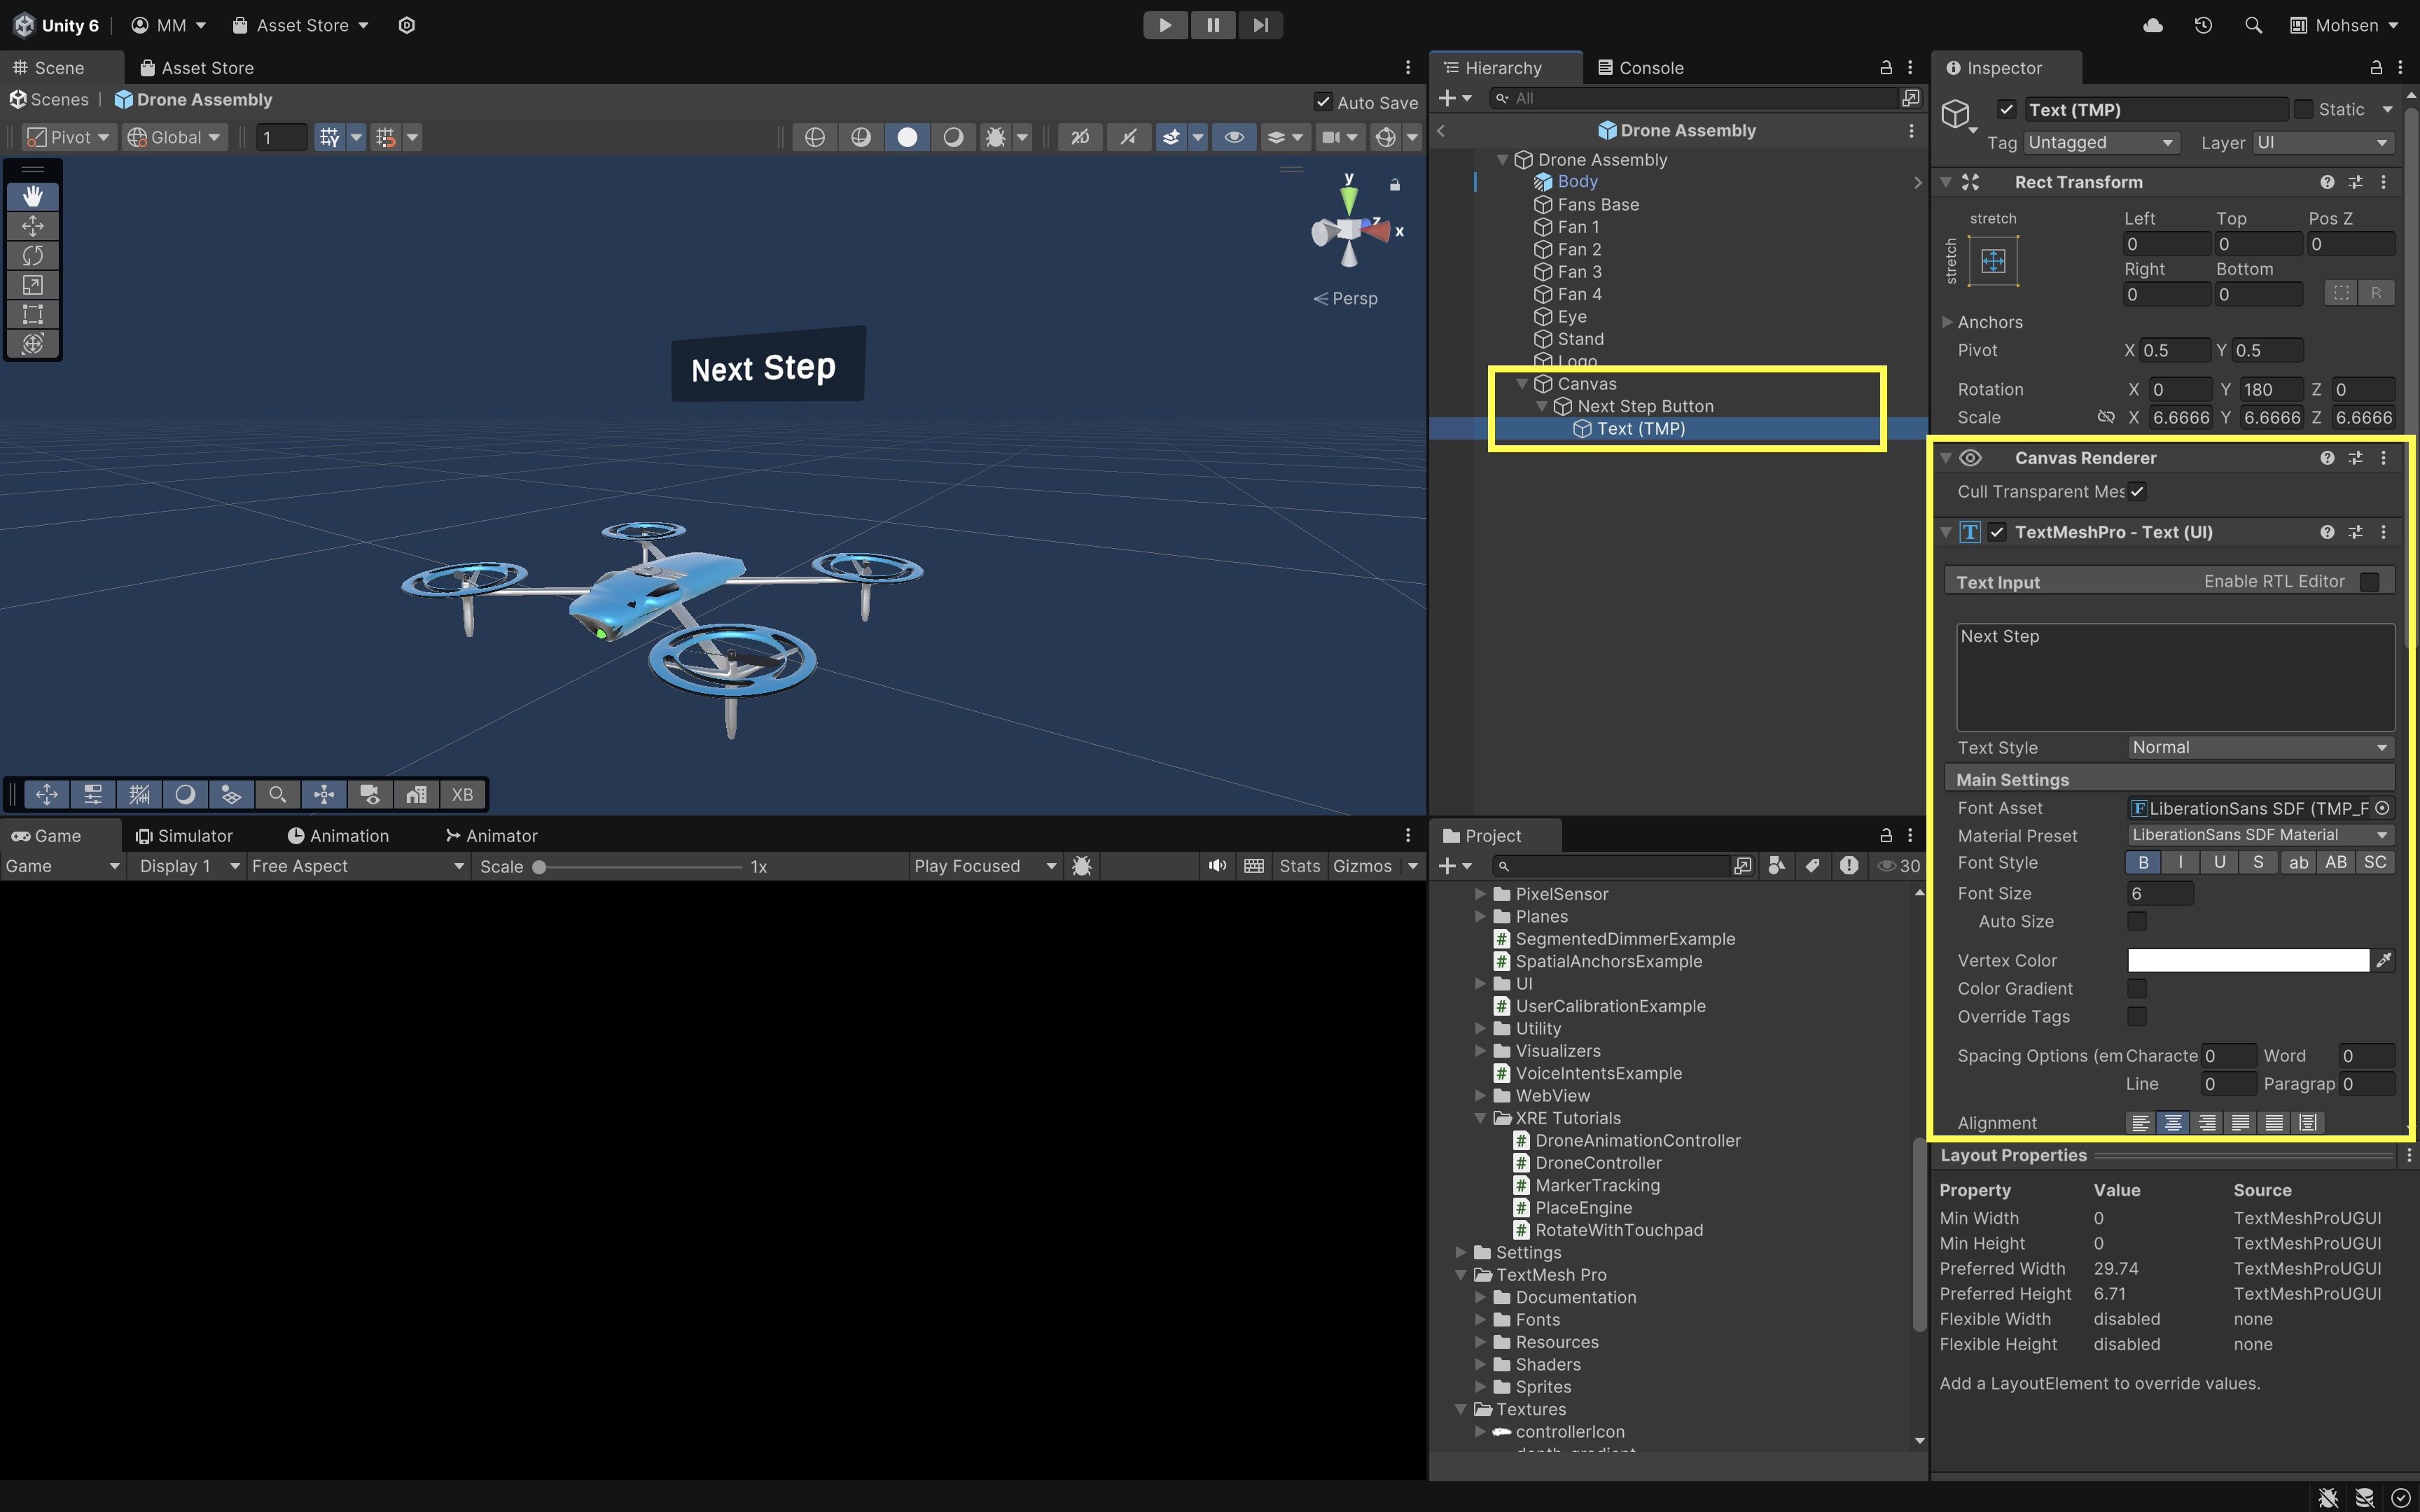 Unity 6 MM Asset Store Mohsen
Scene Asset Store
Scenes Drone Assembly Auto Save
Pivot Global 1 2D
y
z
x
Persp
Next Step
XB
Hierarchy Console
All
Drone Assembly
Drone Assembly
Body
Fans Base
Fan 1
Fan 2
Fan 3
Fan 4
Eye
Stand
Logo
Canvas
Next Step Button
Text (TMP)
Inspector
Text (TMP) Static
Tag Untagged Layer UI
Rect Transform
stretch Left Top Pos Z
stretch
0 0 0
Right Bottom
0 0 R
Anchors
Pivot X 0.5 Y 0.5
Rotation X 0 Y 180 Z 0
Scale X 6.6666 Y 6.6666 Z 6.6666
Canvas Renderer
Cull Transparent Mes
T TextMeshPro - Text (UI)
Text Input Enable RTL Editor
Next Step
Text Style Normal
Main Settings
Font Asset F LiberationSans SDF (TMP_F
Material Preset LiberationSans SDF Material
Font Style B I U S ab AB SC
Font Size 6
Auto Size
Vertex Color
Color Gradient
Override Tags
Spacing Options (em Characte 0 Word 0
Line 0 Paragrap 0
Alignment
Layout Properties
Property Value Source
Min Width 0 TextMeshProUGUI
Min Height 0 TextMeshProUGUI
Preferred Width 29.74 TextMeshProUGUI
Preferred Height 6.71 TextMeshProUGUI
Flexible Width disabled none
Flexible Height disabled none
Add a LayoutElement to override values.
Game Simulator Animation Animator
Game Display 1 Free Aspect Scale 1x Play Focused Stats Gizmos
Project
30
PixelSensor
Planes
# SegmentedDimmerExample
# SpatialAnchorsExample
UI
# UserCalibrationExample
Utility
Visualizers
# VoiceIntentsExample
WebView
XRE Tutorials
# DroneAnimationController
# DroneController
# MarkerTracking
# PlaceEngine
# RotateWithTouchpad
Settings
TextMesh Pro
Documentation
Fonts
Resources
Shaders
Sprites
Textures
controllerIcon